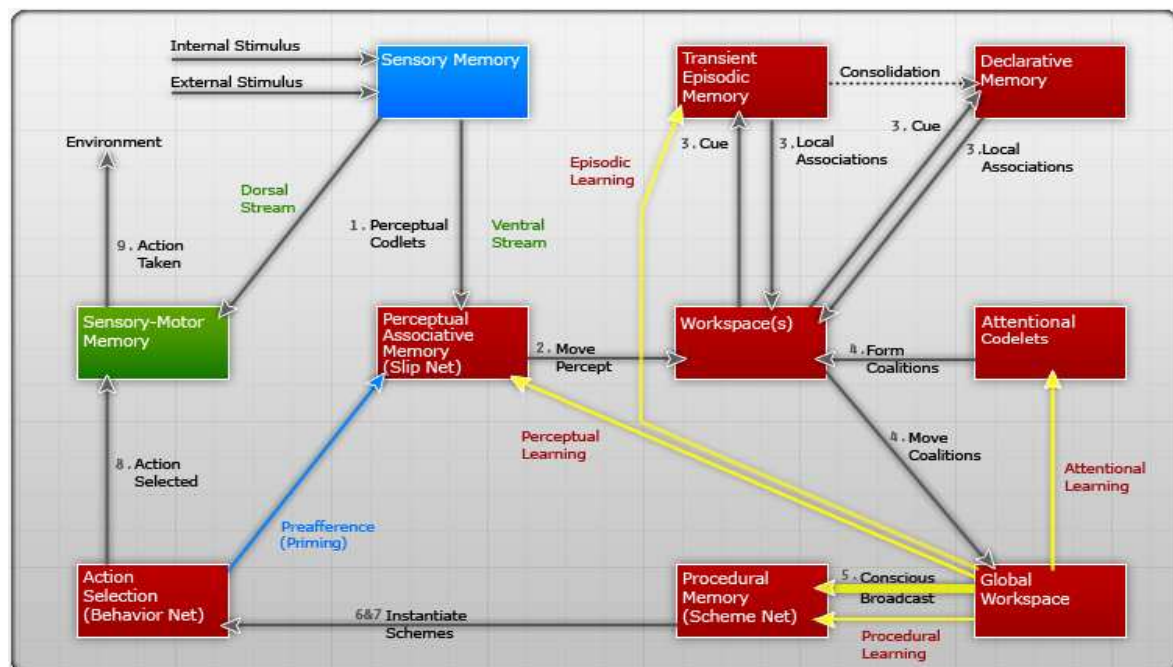 Internal Stimulus
External Stimulus
Sensory Memory
Transient
Episodic
Memory
Consolidation
Declarative
Memory
Environment
Dorsal
Stream
1. Perceptual
Codlets
Ventral
Stream
Episodic
Learning
3. Cue
3. Local
Associations
3. Cue
3. Local
Associations
9. Action
Taken
Sensory-Motor
Memory
Perceptual
Associative
Memory
(Slip Net)
2. Move
Percept
Workspace(s)
4. Form
Coalitions
Attentional
Codelets
8. Action
Selected
Preafference
(Priming)
Perceptual
Learning
4. Move
Coalitions
Attentional
Learning
Action
Selection
(Behavior Net)
6&7 Instantiate
Schemes
Procedural
Memory
(Scheme Net)
5. Conscious
Broadcast
Procedural
Learning
Global
Workspace